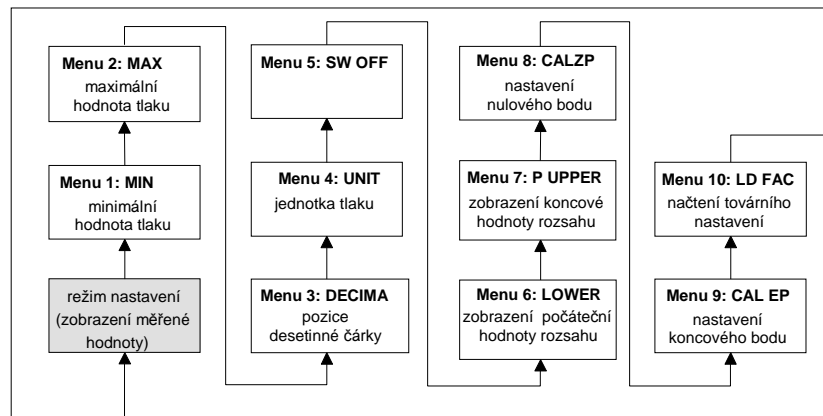 Menu 2: MAX
maximální
hodnota tlaku
Menu 1: MIN
minimální
hodnota tlaku
režim nastavení
(zobrazení měřené
hodnoty)
Menu 5: SW OFF
Menu 4: UNIT
jednotka tlaku
Menu 3: DECIMA
pozice
desetinné čárky
Menu 8: CALZP
nastavení
nulového bodu
Menu 7: P UPPER
zobrazení koncové
hodnoty rozsahu
Menu 6: LOWER
zobrazení počáteční
hodnoty rozsahu
Menu 10: LD FAC
načtení továrního
nastavení
Menu 9: CAL EP
nastavení
koncového bodu